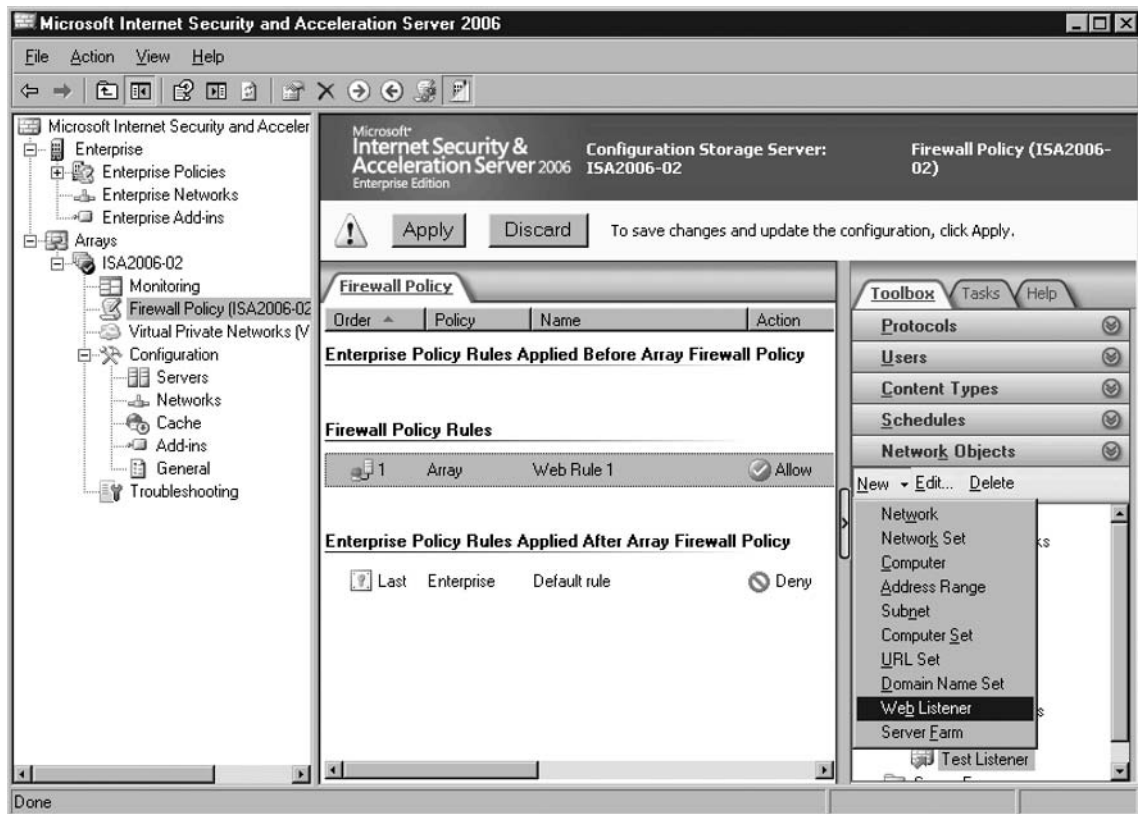 Microsoft Internet Security and Acceleration Server 2006
File Action View Help
Microsoft Internet Security and Acceler
Enterprise
Enterprise Policies
Enterprise Networks
Enterprise Add-ins
Arrays
ISA2006-02
Monitoring
Firewall Policy (ISA2006-02
Virtual Private Networks (V
Configuration
Servers
Networks
Cache
Add-ins
General
Troubleshooting
Microsoft
Internet Security &
Acceleration Server 2006
Enterprise Edition
Configuration Storage Server:
ISA2006-02
Firewall Policy (ISA2006-
02)
Apply Discard To save changes and update the configuration, click Apply.
Firewall Policy
Order Policy Name Action
Enterprise Policy Rules Applied Before Array Firewall Policy
Firewall Policy Rules
1 Array Web Rule 1 Allow
Enterprise Policy Rules Applied After Array Firewall Policy
Last Enterprise Default rule Deny
Toolbox Tasks Help
Protocols
Users
Content Types
Schedules
Network Objects
New Edit... Delete
Network
Network Set
Computer
Address Range
Subnet
Computer Set
URL Set
Domain Name Set
Web Listener
Server Farm
Test Listener
Done